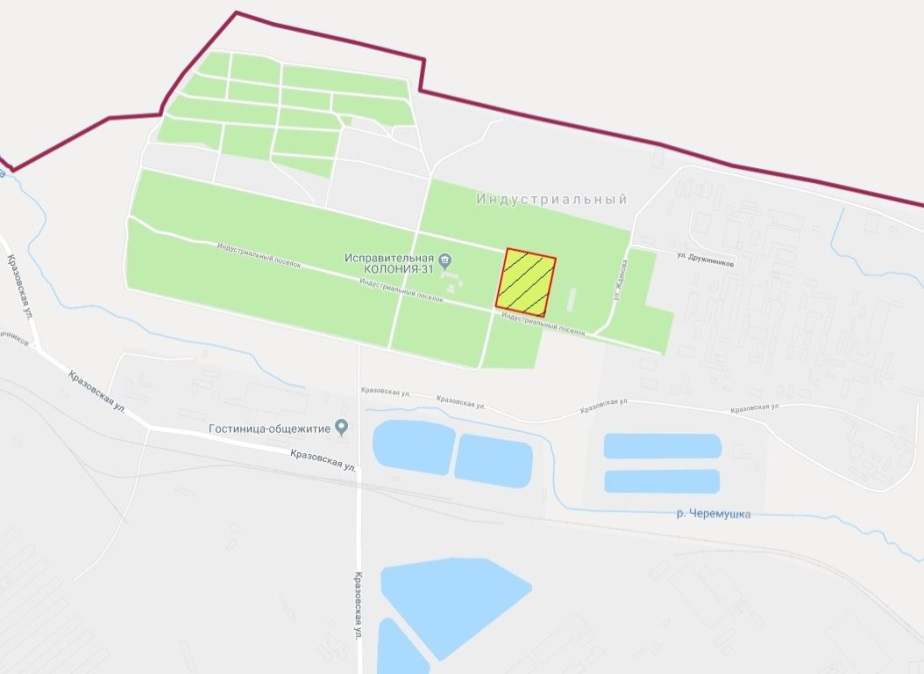 Индустриальный
Исправительная
КОЛОНИЯ-31
Индустриальный поселок
Индустриальный поселок
Индустриальный поселок
ул. Дружинников
ул. Жданова
Кразовская ул.
Кразовская ул.
Кразовская ул.
Кразовская ул.
Кразовская ул.
Кразовская ул.
Гостиница-общежитие
Кразовская ул.
р. Черемушка
Кразовская ул.